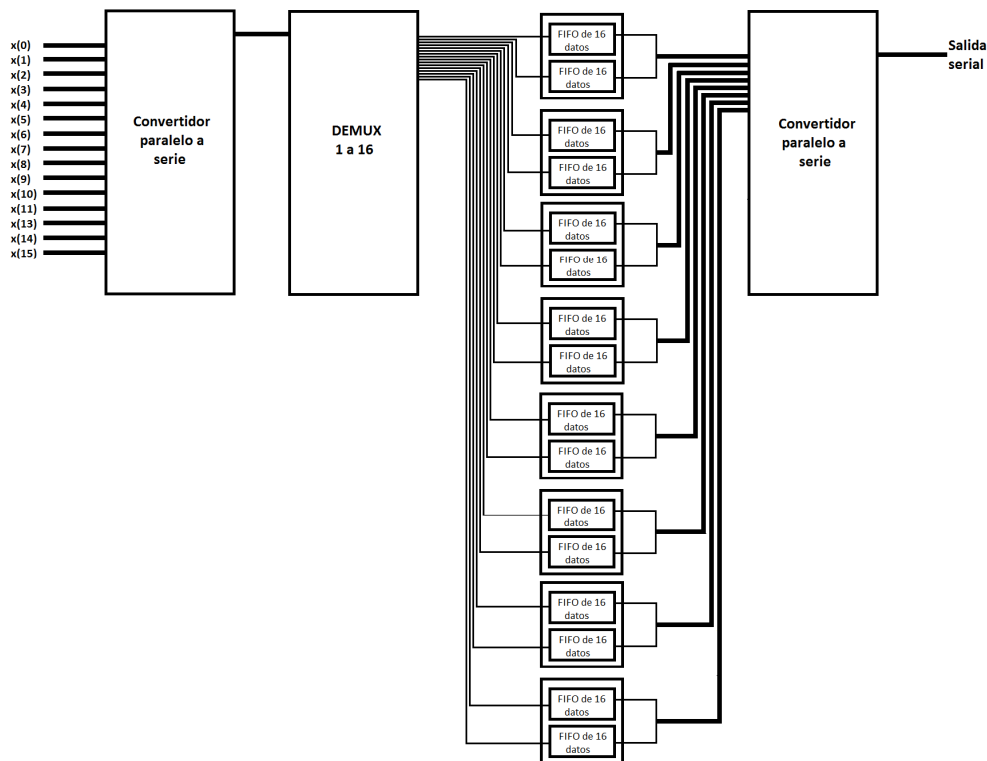 x(0)
x(1)
x(2)
x(3)
x(4)
x(5)
x(6)
x(7)
x(8)
x(9)
x(10)
x(11)
x(13)
x(14)
x(15)
Convertidor
paralelo a
serie
DEMUX
1 a 16
FIFO de 16
datos
FIFO de 16
datos
FIFO de 16
datos
FIFO de 16
datos
FIFO de 16
datos
FIFO de 16
datos
FIFO de 16
datos
FIFO de 16
datos
FIFO de 16
datos
FIFO de 16
datos
FIFO de 16
datos
FIFO de 16
datos
FIFO de 16
datos
FIFO de 16
datos
FIFO de 16
datos
FIFO de 16
datos
Convertidor
paralelo a
serie
Salida
serial